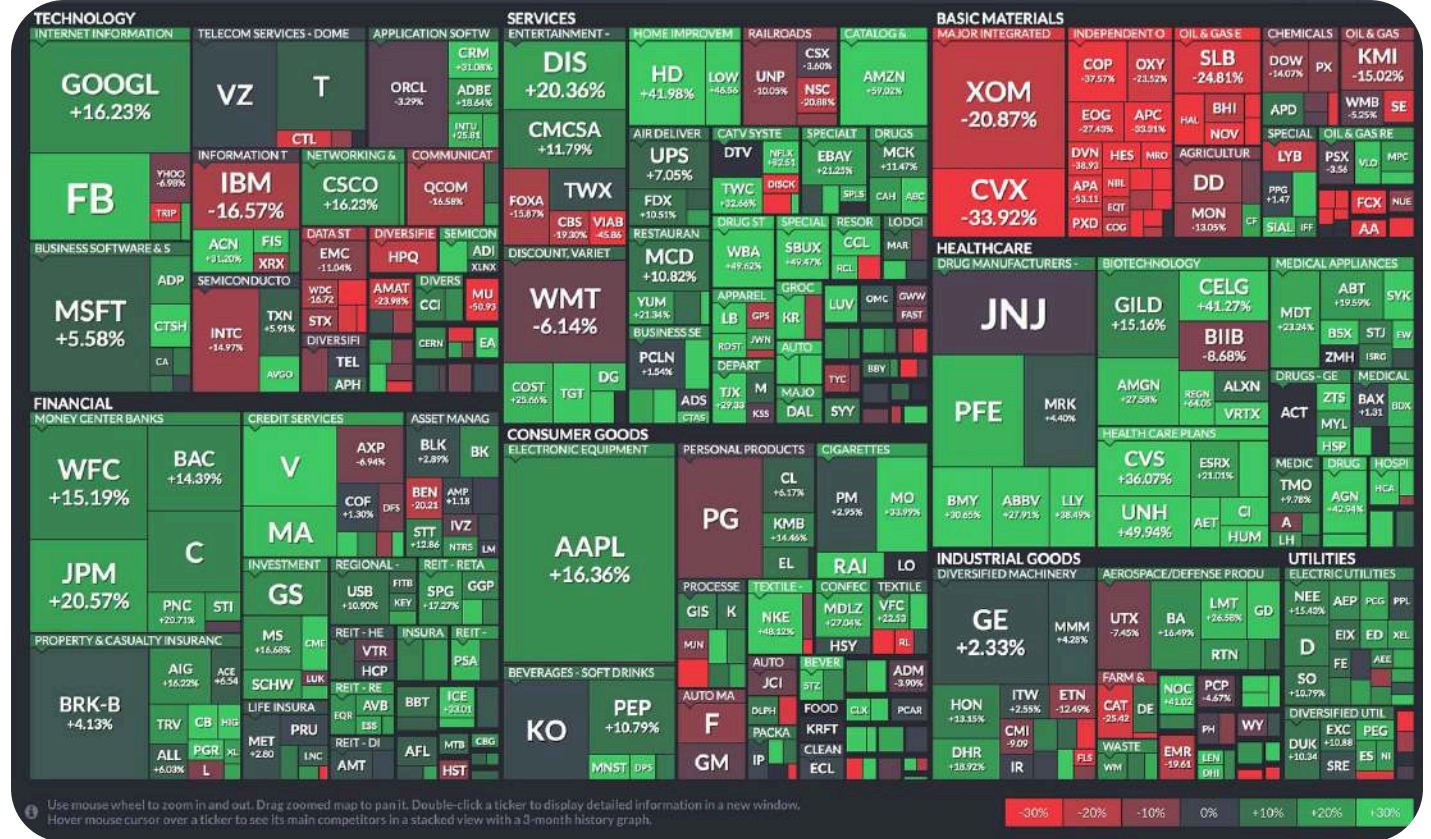 TECHNOLOGY
INTERNET INFORMATION
GOOGL
+16.23%
FB
YHOO
-6.98%
TRIP
TELECOM SERVICES - DOME
VZ
T
CTL
APPLICATION SOFTW
ORCL
-3.29%
CRM
+31.08%
ADBE
+18.64%
INTU
+25.81
INFORMATION T
IBM
-16.57%
ACN
+31.20%
FIS
XRX
NETWORKING &
CSCO
+16.23%
COMMUNICAT
QCOM
-16.58%
BUSINESS SOFTWARE & S
MSFT
+5.58%
ADP
CTSH
CA
SEMICONDUCTO
INTC
-14.97%
TXN
+5.91%
AVGO
DATA ST
EMC
-11.04%
WDC
-16.72
STX
DIVERSIFIE
HPQ
AMAT
-23.98%
SEMICON
ADI
XLNX
DIVERS
CCI
MU
-50.93
DIVERSIFI
TEL
APH
CERN
EA
FINANCIAL
MONEY CENTER BANKS
WFC
+15.19%
BAC
+14.39%
JPM
+20.57%
C
PNC
+20.71%
STI
CREDIT SERVICES
V
MA
AXP
-6.94%
COF
+1.30%
DFS
ASSET MANAG
BLK
+2.89%
BK
BEN
-20.21
AMP
+1.18
STT
+12.86
IVZ
NTRS
LM
INVESTMENT
GS
MS
+16.68%
CME
SCHW
LUK
REGIONAL -
USB
+10.90%
FITB
KEY
REIT - RETA
SPG
+17.27%
GGP
REIT - HE
VTR
HCP
INSURA
REIT -
PSA
PROPERTY & CASUALTY INSURANC
BRK-B
+4.13%
AIG
+16.22%
ACE
+6.54
TRV
CB
HIG
ALL
+6.03%
PGR
XL
L
LIFE INSURA
MET
+2.80
PRU
LNC
REIT - RE
EQR
AVB
ESS
REIT - DI
AMT
BBT
ICE
+33.01
AFL
MTB
CBG
HST
SERVICES
ENTERTAINMENT -
DIS
+20.36%
CMCSA
+11.79%
FOXA
-15.87%
TWX
CBS
-19.30%
VIAB
-45.86
HOME IMPROVEM
HD
+41.98%
LOW
+46.56
RAILROADS
UNP
-10.05%
CSX
-3.60%
NSC
-20.88%
CATALOG &
AMZN
+59.02%
AIR DELIVER
UPS
+7.05%
FDX
+10.51%
CATV SYSTE
DTV
NFLX
+92.51
TWC
+32.66%
DISCK
SPECIALT
EBAY
+21.23%
SPLS
DRUGS
MCK
+11.47%
CAH
ABC
DISCOUNT, VARIET
WMT
-6.14%
COST
+25.66%
TGT
DG
RESTAURAN
MCD
+10.82%
YUM
+21.34%
DRUG ST
WBA
+49.62%
SPECIAL
SBUX
+49.47%
RESOR
CCL
RCL
LODGI
MAR
BUSINESS SE
PCLN
+1.54%
ADS
CTAS
APPAREL
LB
GPS
ROST
JWN
GROC
KR
LUV
OMC
GWW
FAST
DEPART
TJX
+29.33
M
KSS
AUTO
MAJO
DAL
TYC
SYY
BBY
CONSUMER GOODS
ELECTRONIC EQUIPMENT
AAPL
+16.36%
PERSONAL PRODUCTS
PG
CL
+6.17%
KMB
+14.46%
EL
CIGARETTES
PM
+2.95%
MO
+33.99%
RAI
LO
PROCESSE
GIS
K
MJN
TEXTILE -
NKE
+48.12%
CONFEC
MDLZ
+27.04%
HSY
TEXTILE
VFC
+22.53
RL
BEVERAGES - SOFT DRINKS
KO
PEP
+10.79%
MNST
DPS
AUTO MA
F
GM
AUTO
JCI
DLPH
BEVER
STZ
ADM
-3.90%
PACKA
IP
FOOD
KRFT
CLX
PCAR
CLEAN
ECL
BASIC MATERIALS
MAJOR INTEGRATED
XOM
-20.87%
CVX
-33.92%
INDEPENDENT O
COP
-37.57%
OXY
-23.52%
EOG
-27.43%
APC
-33.31%
DVN
-38.93
HES
MRO
APA
-53.11
NBL
EQT
PXD
COG
OIL & GAS E
SLB
-24.81%
HAL
BHI
NOV
CHEMICALS
DOW
-14.07%
PX
APD
OIL & GAS
KMI
-15.02%
WMB
-5.25%
SE
AGRICULTUR
DD
MON
-13.05%
CF
SPECIAL
LYB
PPG
+1.47
SIAL
IFF
OIL & GAS RE
PSX
-3.56
VLO
MPC
FCX
NUE
AA
HEALTHCARE
DRUG MANUFACTURERS -
JNJ
PFE
MRK
+4.40%
BMY
+30.65%
ABBV
+27.91%
LLY
+38.49%
BIOTECHNOLOGY
GILD
+15.16%
CELG
+41.27%
BIIB
-8.68%
AMGN
+27.58%
REGN
+64.05
ALXN
VRTX
MEDICAL APPLIANCES
MDT
+23.24%
ABT
+19.59%
SYK
BSX
STJ
EW
ZMH
ISRG
HEALTH CARE PLANS
CVS
+36.07%
ESRX
+21.01%
UNH
+49.94%
AET
CI
HUM
DRUGS - GE
ACT
ZTS
MYL
HSP
MEDICAL
BAX
+1.31
BDX
MEDIC
TMO
+9.78%
A
LH
DRUG
AGN
+42.94%
HOSPI
HCA
INDUSTRIAL GOODS
DIVERSIFIED MACHINERY
GE
+2.33%
MMM
+4.28%
HON
+13.15%
ITW
+2.55%
ETN
-12.49%
DHR
+18.92%
CMI
-9.09
IR
FLS
AEROSPACE/DEFENSE PRODU
UTX
-7.45%
BA
+16.49%
LMT
+26.58%
GD
RTN
FARM &
CAT
-25.42
DE
NOC
+41.02
PCP
-4.67%
PH
WY
WASTE
WM
EMR
-19.61
LEN
DHI
UTILITIES
ELECTRIC UTILITIES
NEE
+15.43%
AEP
PCG
PPL
D
EIX
ED
XEL
SO
+10.79%
FE
AEE
DIVERSIFIED UTIL
DUK
+10.34
EXC
+10.88
PEG
SRE
ES
NI
Use mouse wheel to zoom in and out. Drag zoomed map to pan it. Double-click a ticker to display detailed information in a new window.
Hover mouse cursor over a ticker to see its main competitors in a stacked view with a 3-month history graph.
-30% -20% -10% 0% +10% +20% +30%